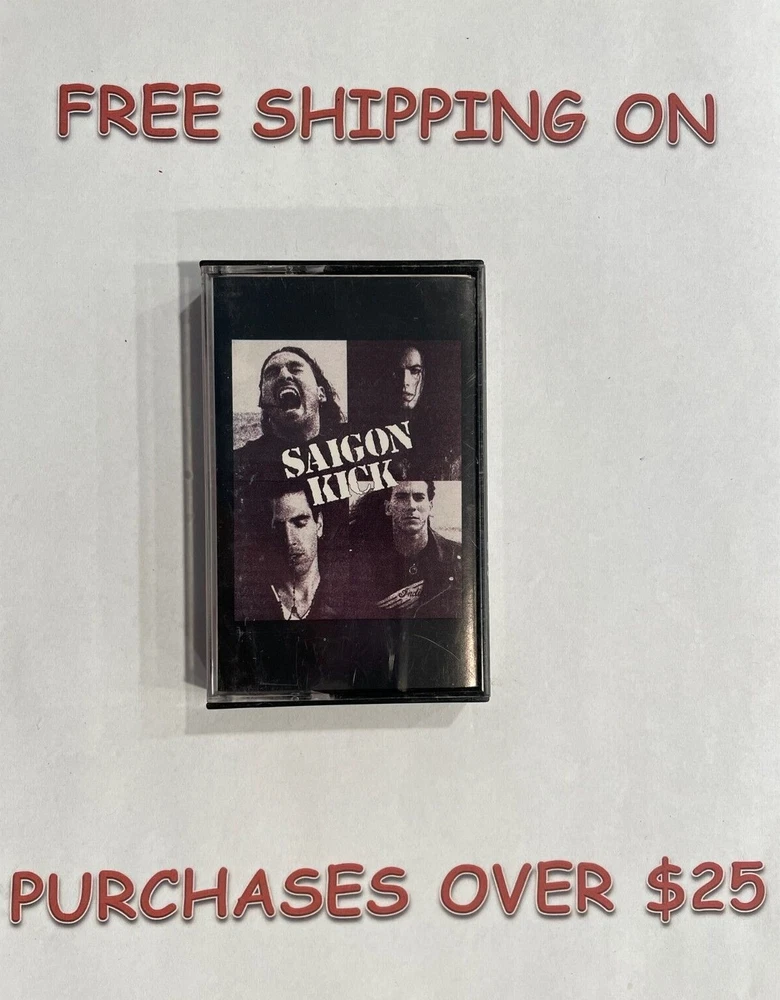 FREE SHIPPING ON
SAIGON
KICK
PURCHASES OVER $25